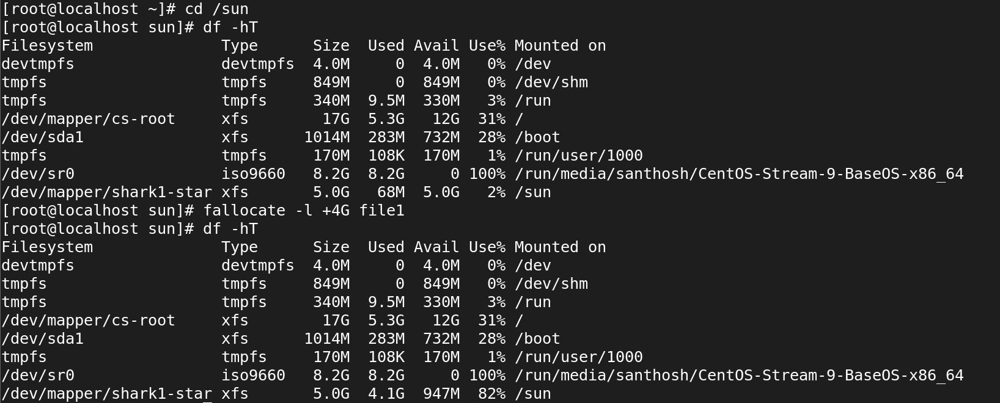 [root@localhost ~]# cd /sun
[root@localhost sun]# df -hT
Filesystem              Type      Size  Used Avail Use% Mounted on
devtmpfs                devtmpfs  4.0M     0  4.0M   0% /dev
tmpfs                   tmpfs     849M     0  849M   0% /dev/shm
tmpfs                   tmpfs     340M  9.5M  330M   3% /run
/dev/mapper/cs-root     xfs        17G  5.3G   12G  31% /
/dev/sda1               xfs      1014M  283M  732M  28% /boot
tmpfs                   tmpfs     170M  108K  170M   1% /run/user/1000
/dev/sr0                iso9660   8.2G  8.2G     0 100% /run/media/santhosh/CentOS-Stream-9-BaseOS-x86_64
/dev/mapper/shark1-star xfs       5.0G   68M  5.0G   2% /sun
[root@localhost sun]# fallocate -l +4G file1
[root@localhost sun]# df -hT
Filesystem              Type      Size  Used Avail Use% Mounted on
devtmpfs                devtmpfs  4.0M     0  4.0M   0% /dev
tmpfs                   tmpfs     849M     0  849M   0% /dev/shm
tmpfs                   tmpfs     340M  9.5M  330M   3% /run
/dev/mapper/cs-root     xfs        17G  5.3G   12G  31% /
/dev/sda1               xfs      1014M  283M  732M  28% /boot
tmpfs                   tmpfs     170M  108K  170M   1% /run/user/1000
/dev/sr0                iso9660   8.2G  8.2G     0 100% /run/media/santhosh/CentOS-Stream-9-BaseOS-x86_64
/dev/mapper/shark1-star xfs       5.0G  4.1G  947M  82% /sun